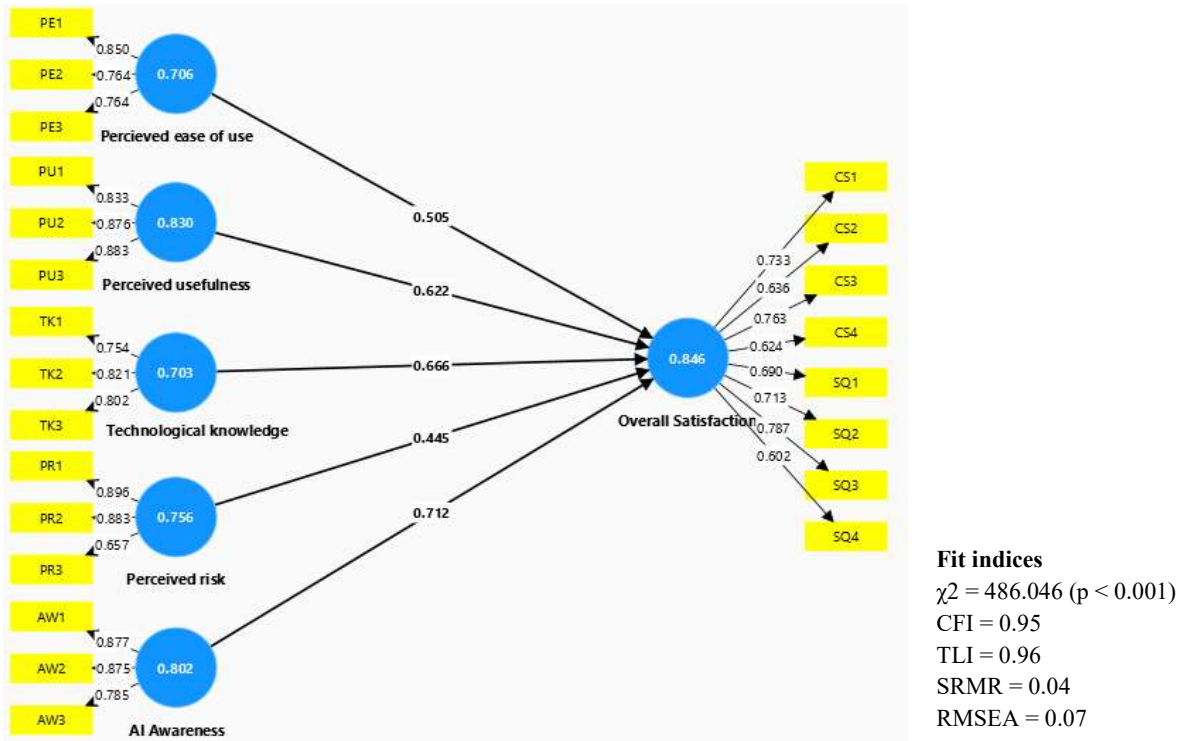 PE1
0.850
PE2
0.764
0.706
0.764
PE3
Percieved ease of use
PU1
0.833
PU2
0.876
0.830
0.883
PU3
Perceived usefulness
TK1
0.754
TK2
0.821
0.703
0.802
TK3
Technological knowledge
PR1
0.896
PR2
0.883
0.756
0.657
PR3
Perceived risk
AW1
0.877
AW2
0.875
0.802
0.785
AW3
AI Awareness
0.505
0.622
0.666
0.445
0.712
0.846
Overall Satisfaction
0.733
0.636
0.763
0.624
0.690
0.713
0.787
0.602
CS1
CS2
CS3
CS4
SQ1
SQ2
SQ3
SQ4
Fit indices
χ2 = 486.046 (p < 0.001)
CFI = 0.95
TLI = 0.96
SRMR = 0.04
RMSEA = 0.07